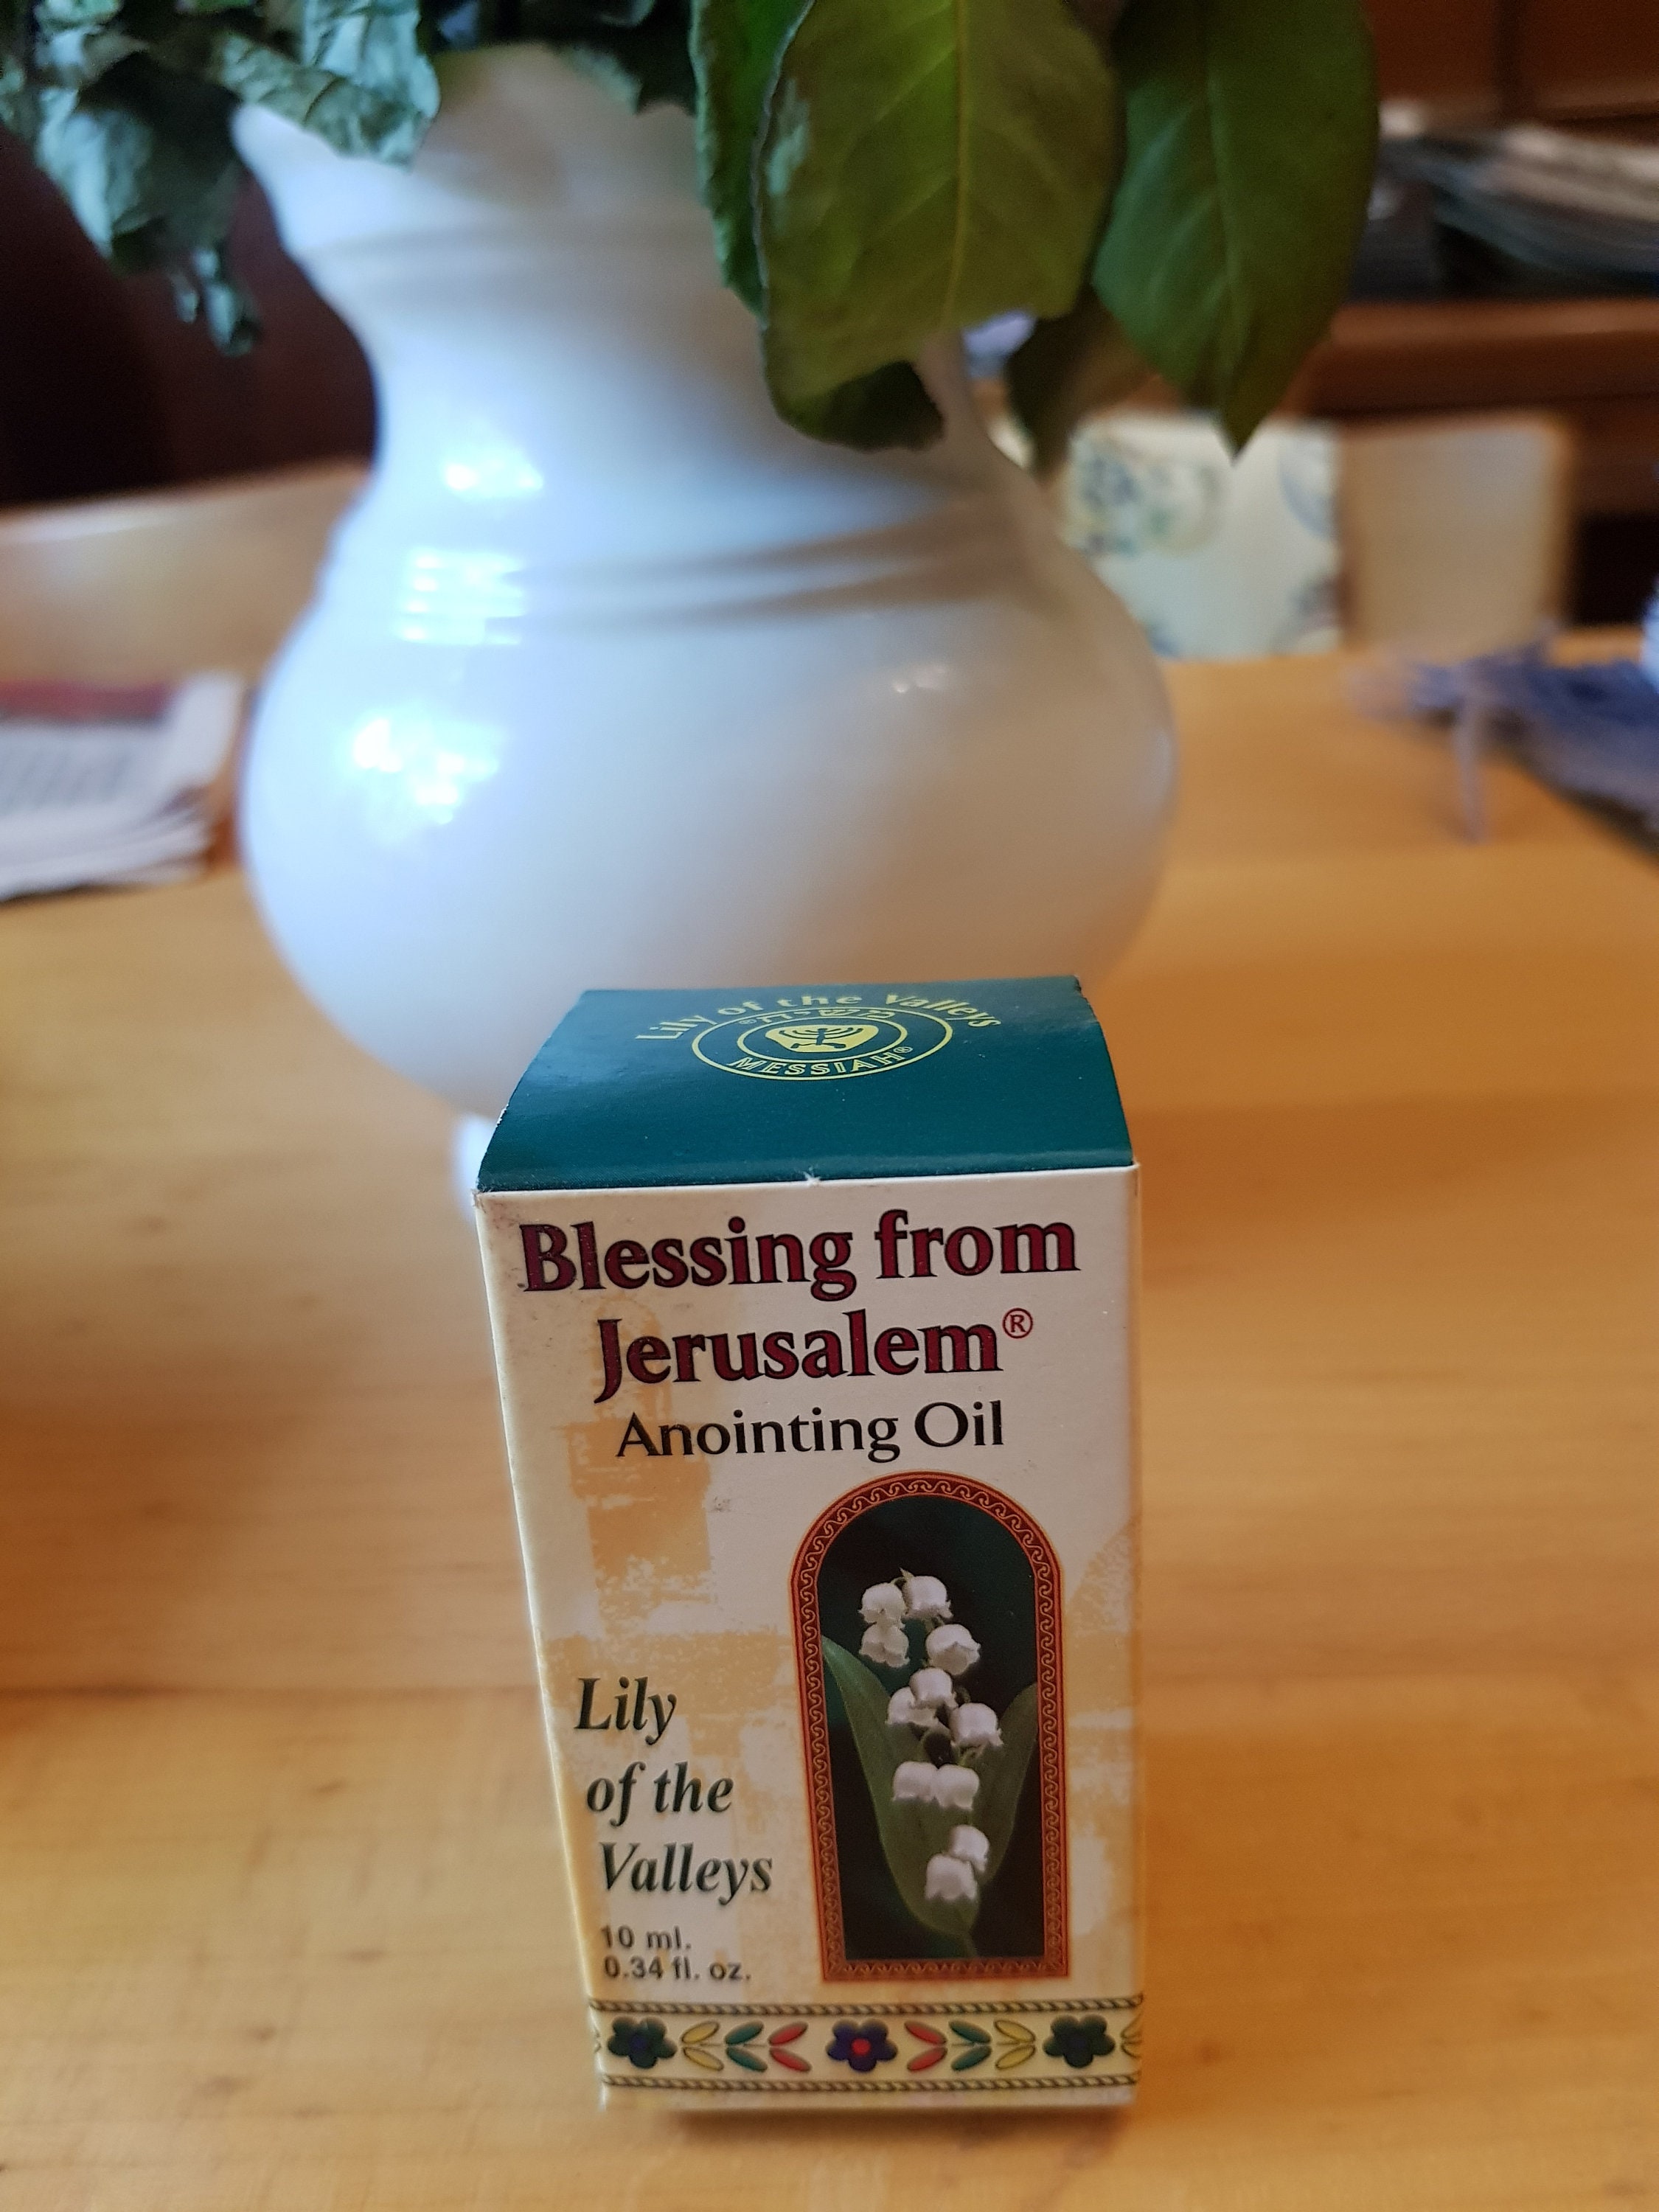 Lily of the Valleys
משיח®
MESSIAH®
Blessing from
Jerusalem®
Anointing Oil
Lily
of the
Valleys
10 ml.
0.34 fl. oz.